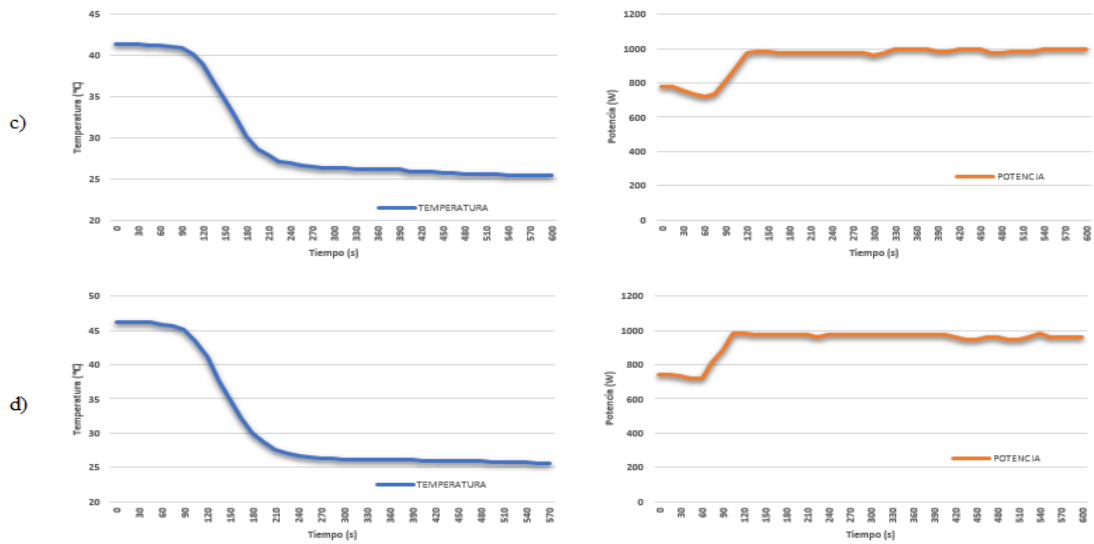 c)
Temperatura (°C)
45
40
35
30
25
20
0 30 60 90 120 150 180 210 240 270 300 330 360 390 420 450 480 510 540 570 600
Tiempo (s)
TEMPERATURA
Potencia (W)
1200
1000
800
600
400
200
0
0 30 60 90 120 150 180 210 240 270 300 330 360 390 420 450 480 510 540 570 600
Tiempo (s)
POTENCIA
d)
Temperatura (°C)
50
45
40
35
30
25
20
0 30 60 90 120 150 180 210 240 270 300 330 360 390 420 450 480 510 540 570
Tiempo (s)
TEMPERATURA
Potencia (W)
1200
1000
800
600
400
200
0
0 30 60 90 120 150 180 210 240 270 300 330 360 390 420 450 480 510 540 570 600
Tiempo (s)
POTENCIA